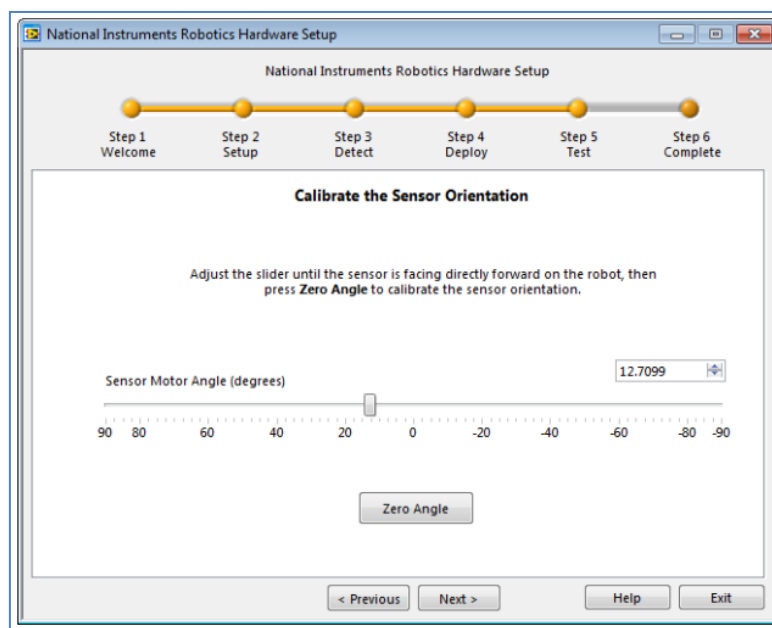 National Instruments Robotics Hardware Setup
National Instruments Robotics Hardware Setup
Step 1 Step 2 Step 3 Step 4 Step 5 Step 6
Welcome Setup Detect Deploy Test Complete
Calibrate the Sensor Orientation
Adjust the slider until the sensor is facing directly forward on the robot, then
press Zero Angle to calibrate the sensor orientation.
12.7099
Sensor Motor Angle (degrees)
90 80 60 40 20 0 -20 -40 -60 -80 -90
Zero Angle
< Previous Next > Help Exit